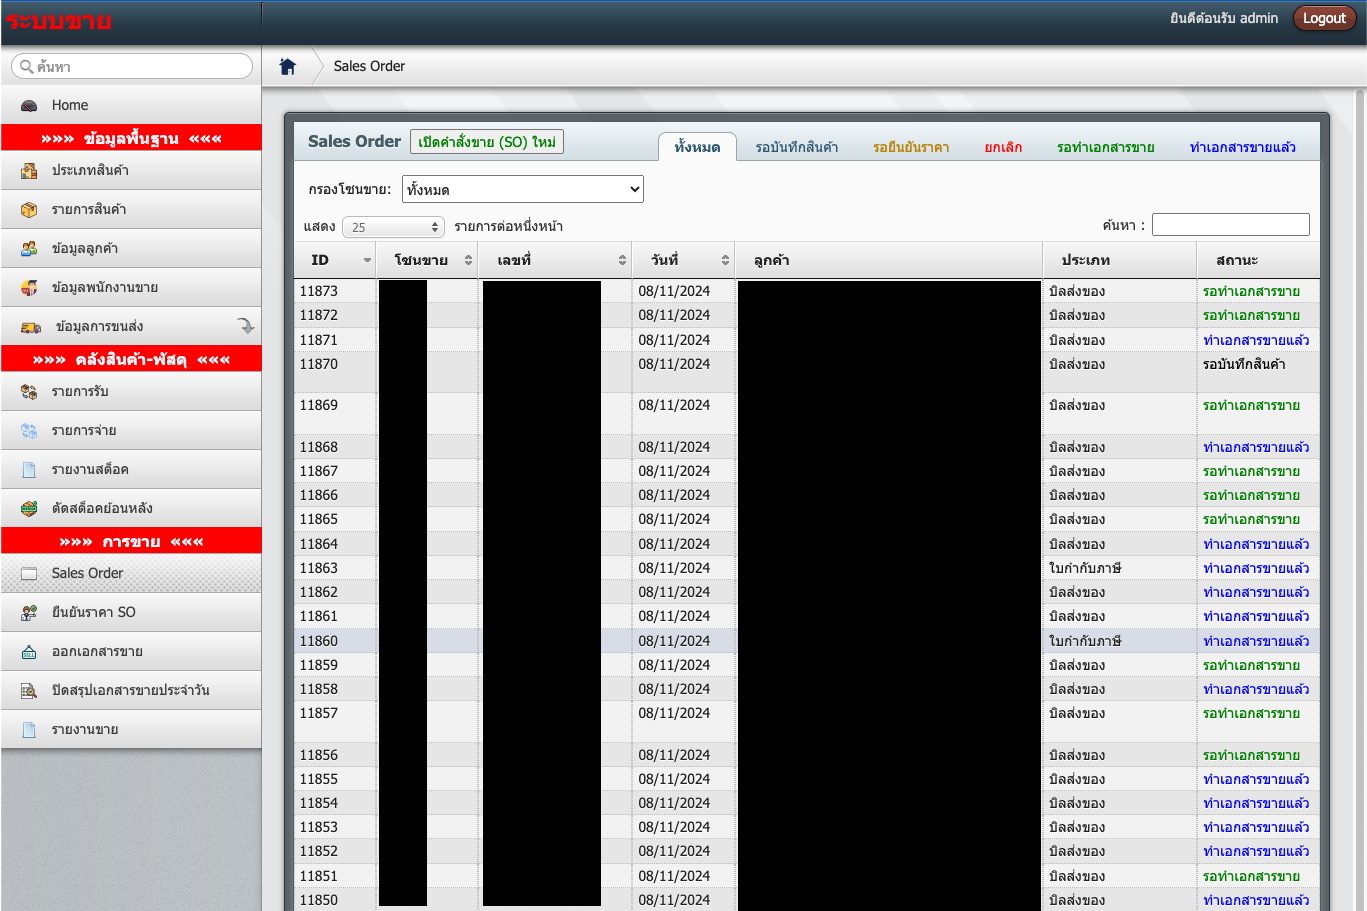 ระบบขาย
ยินดีต้อนรับ admin Logout
ค้นหา
Sales Order
Home
»»» ข้อมูลพื้นฐาน «««
ประเภทสินค้า
รายการสินค้า
ข้อมูลลูกค้า
ข้อมูลพนักงานขาย
ข้อมูลการขนส่ง
»»» คลังสินค้า-พัสดุ «««
รายการรับ
รายการจ่าย
รายงานสต็อค
ตัดสต็อคย้อนหลัง
»»» การขาย «««
Sales Order
ยืนยันราคา SO
ออกเอกสารขาย
ปิดสรุปเอกสารขายประจำวัน
รายงานขาย
Sales Order เปิดคำสั่งขาย (SO) ใหม่ ทั้งหมด รอบันทึกสินค้า รอยืนยันราคา ยกเลิก รอทำเอกสารขาย ทำเอกสารขายแล้ว
กรองโซนขาย: ทั้งหมด
แสดง 25 รายการต่อหนึ่งหน้า ค้นหา :
ID โซนขาย เลขที่ วันที่ ลูกค้า ประเภท สถานะ
11873 08/11/2024 บิลส่งของ รอทำเอกสารขาย
11872 08/11/2024 บิลส่งของ รอทำเอกสารขาย
11871 08/11/2024 บิลส่งของ ทำเอกสารขายแล้ว
11870 08/11/2024 บิลส่งของ รอบันทึกสินค้า
11869 08/11/2024 บิลส่งของ รอทำเอกสารขาย
11868 08/11/2024 บิลส่งของ ทำเอกสารขายแล้ว
11867 08/11/2024 บิลส่งของ รอทำเอกสารขาย
11866 08/11/2024 บิลส่งของ รอทำเอกสารขาย
11865 08/11/2024 บิลส่งของ รอทำเอกสารขาย
11864 08/11/2024 บิลส่งของ ทำเอกสารขายแล้ว
11863 08/11/2024 ใบกำกับภาษี ทำเอกสารขายแล้ว
11862 08/11/2024 บิลส่งของ ทำเอกสารขายแล้ว
11861 08/11/2024 บิลส่งของ ทำเอกสารขายแล้ว
11860 08/11/2024 ใบกำกับภาษี ทำเอกสารขายแล้ว
11859 08/11/2024 บิลส่งของ รอทำเอกสารขาย
11858 08/11/2024 บิลส่งของ ทำเอกสารขายแล้ว
11857 08/11/2024 บิลส่งของ รอทำเอกสารขาย
11856 08/11/2024 บิลส่งของ รอทำเอกสารขาย
11855 08/11/2024 บิลส่งของ ทำเอกสารขายแล้ว
11854 08/11/2024 บิลส่งของ ทำเอกสารขายแล้ว
11853 08/11/2024 บิลส่งของ ทำเอกสารขายแล้ว
11852 08/11/2024 บิลส่งของ ทำเอกสารขายแล้ว
11851 08/11/2024 บิลส่งของ รอทำเอกสารขาย
11850 08/11/2024 บิลส่งของ ทำเอกสารขายแล้ว